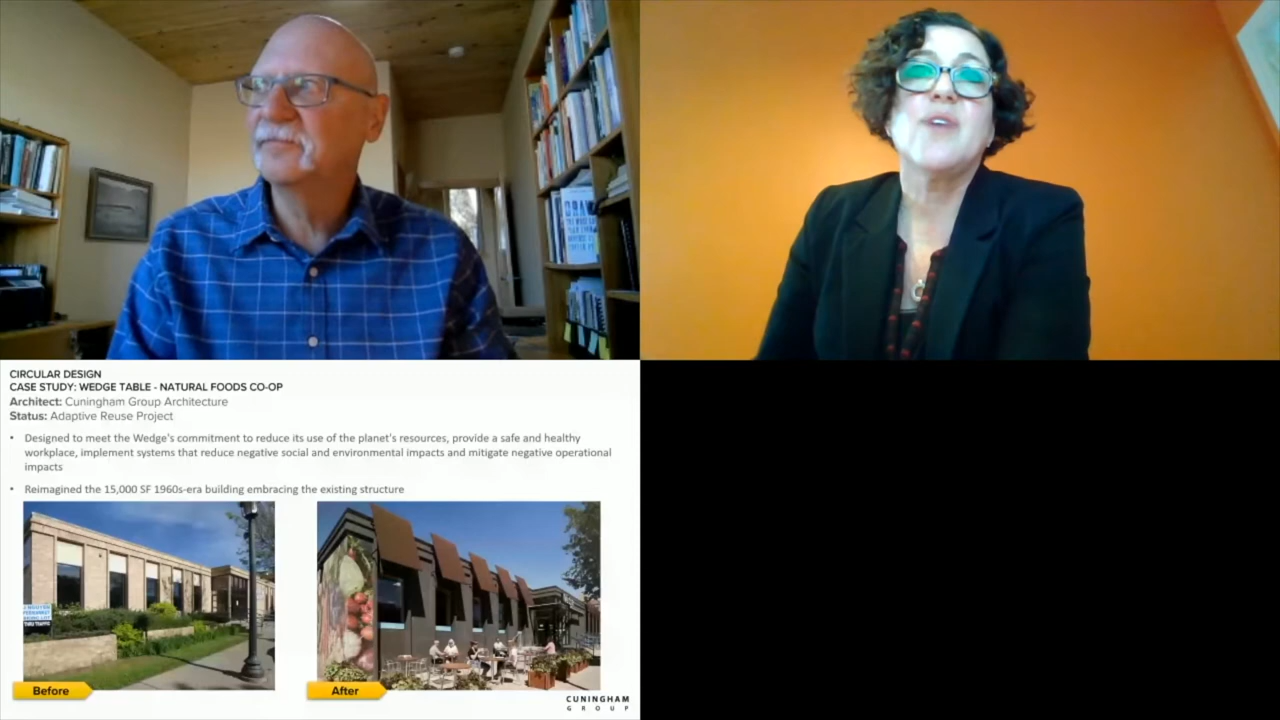 CIRCULAR DESIGN
CASE STUDY: WEDGE TABLE - NATURAL FOODS CO-OP
Architect: Cuningham Group Architecture
Status: Adaptive Reuse Project
• Designed to meet the Wedge's commitment to reduce its use of the planet's resources, provide a safe and healthy
workplace, implement systems that reduce negative social and environmental impacts and mitigate negative operational
impacts
• Reimagined the 15,000 SF 1960s-era building embracing the existing structure
Before
After
CUNINGHAM
GROUP